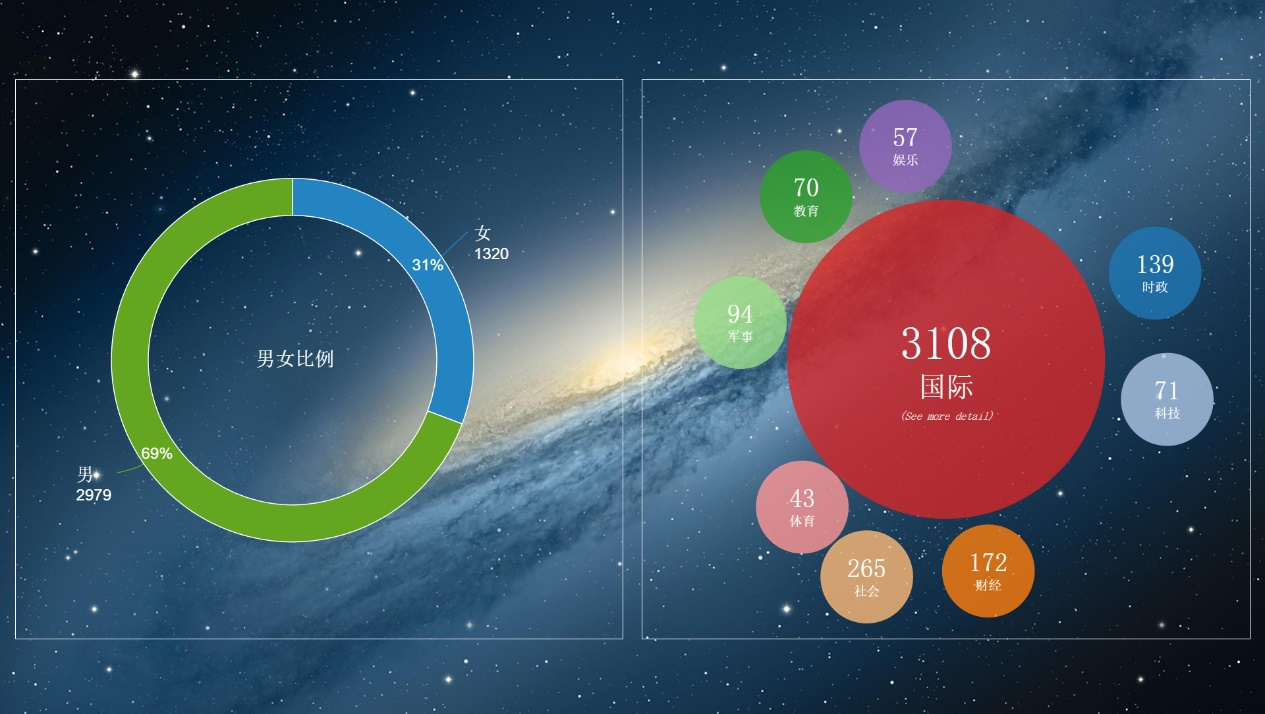 女
1320
31%
男女比例
69%
男
2979
57
娱乐
70
教育
139
时政
94
军事
3108
国际
(See more detail)
71
科技
43
体育
265
社会
172
财经